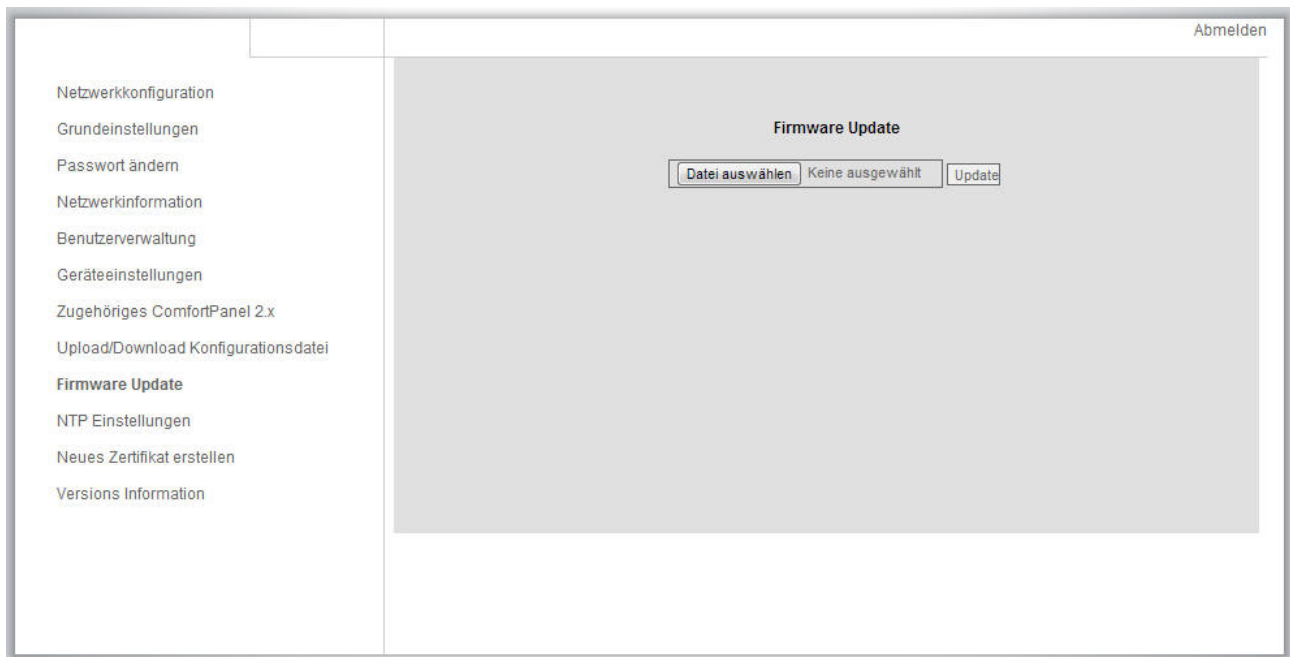 Abmelden
Netzwerkkonfiguration
Grundeinstellungen
Passwort ändern
Netzwerkinformation
Benutzerverwaltung
Geräteeinstellungen
Zugehöriges ComfortPanel 2.x
Upload/Download Konfigurationsdatei
Firmware Update
NTP Einstellungen
Neues Zertifikat erstellen
Versions Information
Firmware Update
Datei auswählen Keine ausgewählt Update